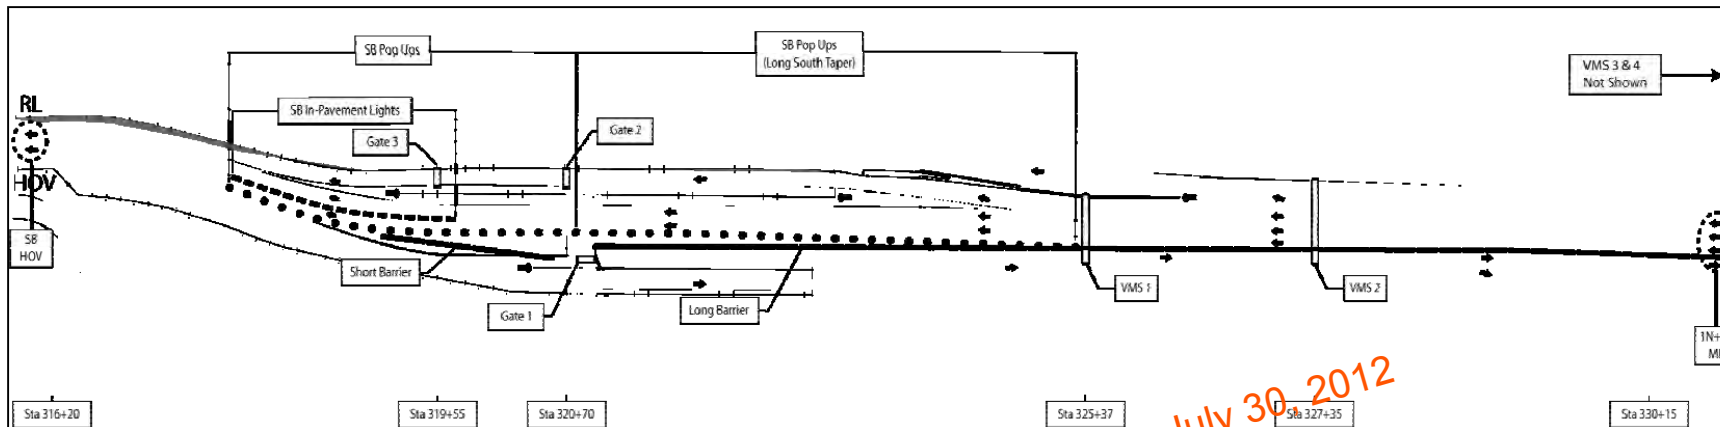 SB Pop Ups
SB Pop Ups
(Long South Taper)
VMS 3 & 4
Not Shown
RL
SB In-Pavement Lights
Gate 3
Gate 2
HOV
SB
HOV
Short Barrier
Gate 1
Long Barrier
VMS 1
VMS 2
Sta 316+20
Sta 319+55
Sta 320+70
Sta 325+37
July 30, 2012
Sta 327+35
Sta 330+15